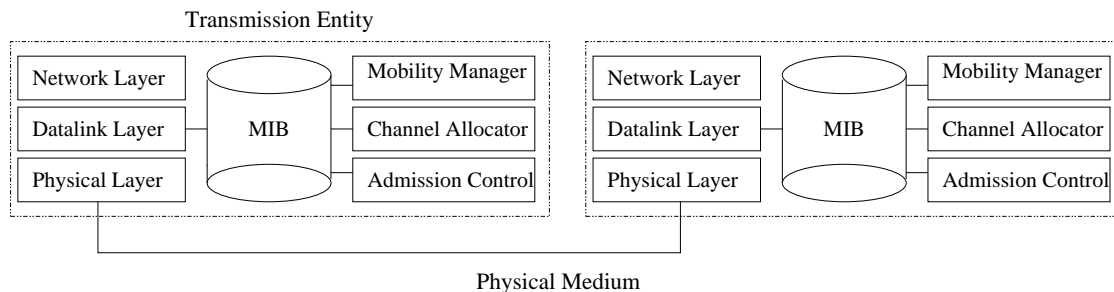 Transmission Entity
Network Layer
Datalink Layer
Physical Layer
MIB
Mobility Manager
Channel Allocator
Admission Control
Network Layer
Datalink Layer
Physical Layer
MIB
Mobility Manager
Channel Allocator
Admission Control
Physical Medium